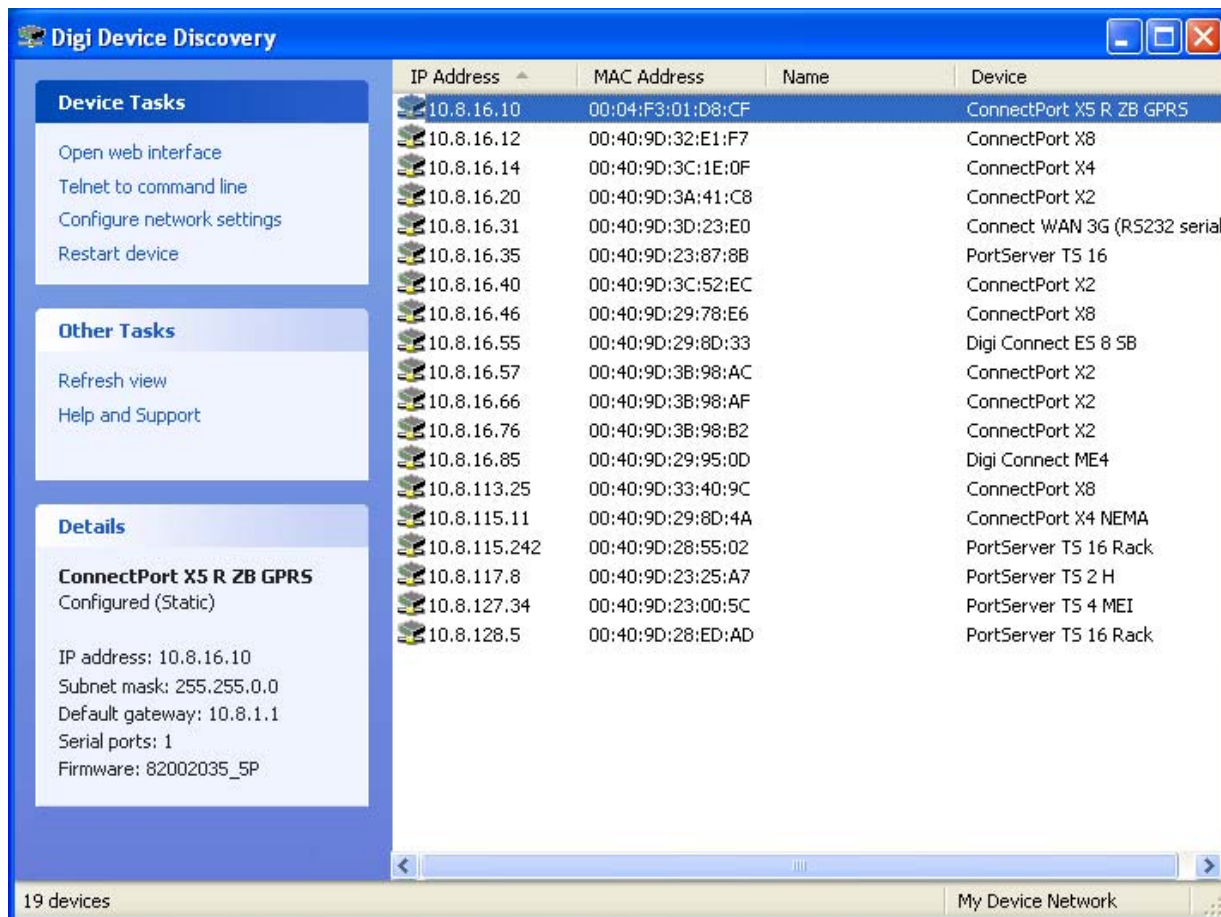 Digi Device Discovery
Device Tasks
Open web interface
Telnet to command line
Configure network settings
Restart device
Other Tasks
Refresh view
Help and Support
Details
ConnectPort X5 R ZB GPRS
Configured (Static)
IP address: 10.8.16.10
Subnet mask: 255.255.0.0
Default gateway: 10.8.1.1
Serial ports: 1
Firmware: 82002035_5P
IP Address MAC Address Name Device
10.8.16.10 00:04:F3:01:D8:CF ConnectPort X5 R ZB GPRS
10.8.16.12 00:40:9D:32:E1:F7 ConnectPort X8
10.8.16.14 00:40:9D:3C:1E:0F ConnectPort X4
10.8.16.20 00:40:9D:3A:41:C8 ConnectPort X2
10.8.16.31 00:40:9D:3D:23:E0 Connect WAN 3G (RS232 serial
10.8.16.35 00:40:9D:23:87:8B PortServer TS 16
10.8.16.40 00:40:9D:3C:52:EC ConnectPort X2
10.8.16.46 00:40:9D:29:78:E6 ConnectPort X8
10.8.16.55 00:40:9D:29:8D:33 Digi Connect ES 8 SB
10.8.16.57 00:40:9D:3B:98:AC ConnectPort X2
10.8.16.66 00:40:9D:3B:98:AF ConnectPort X2
10.8.16.76 00:40:9D:3B:98:B2 ConnectPort X2
10.8.16.85 00:40:9D:29:95:0D Digi Connect ME4
10.8.113.25 00:40:9D:33:40:9C ConnectPort X8
10.8.115.11 00:40:9D:29:8D:4A ConnectPort X4 NEMA
10.8.115.242 00:40:9D:28:55:02 PortServer TS 16 Rack
10.8.117.8 00:40:9D:23:25:A7 PortServer TS 2 H
10.8.127.34 00:40:9D:23:00:5C PortServer TS 4 MEI
10.8.128.5 00:40:9D:28:ED:AD PortServer TS 16 Rack
19 devices My Device Network